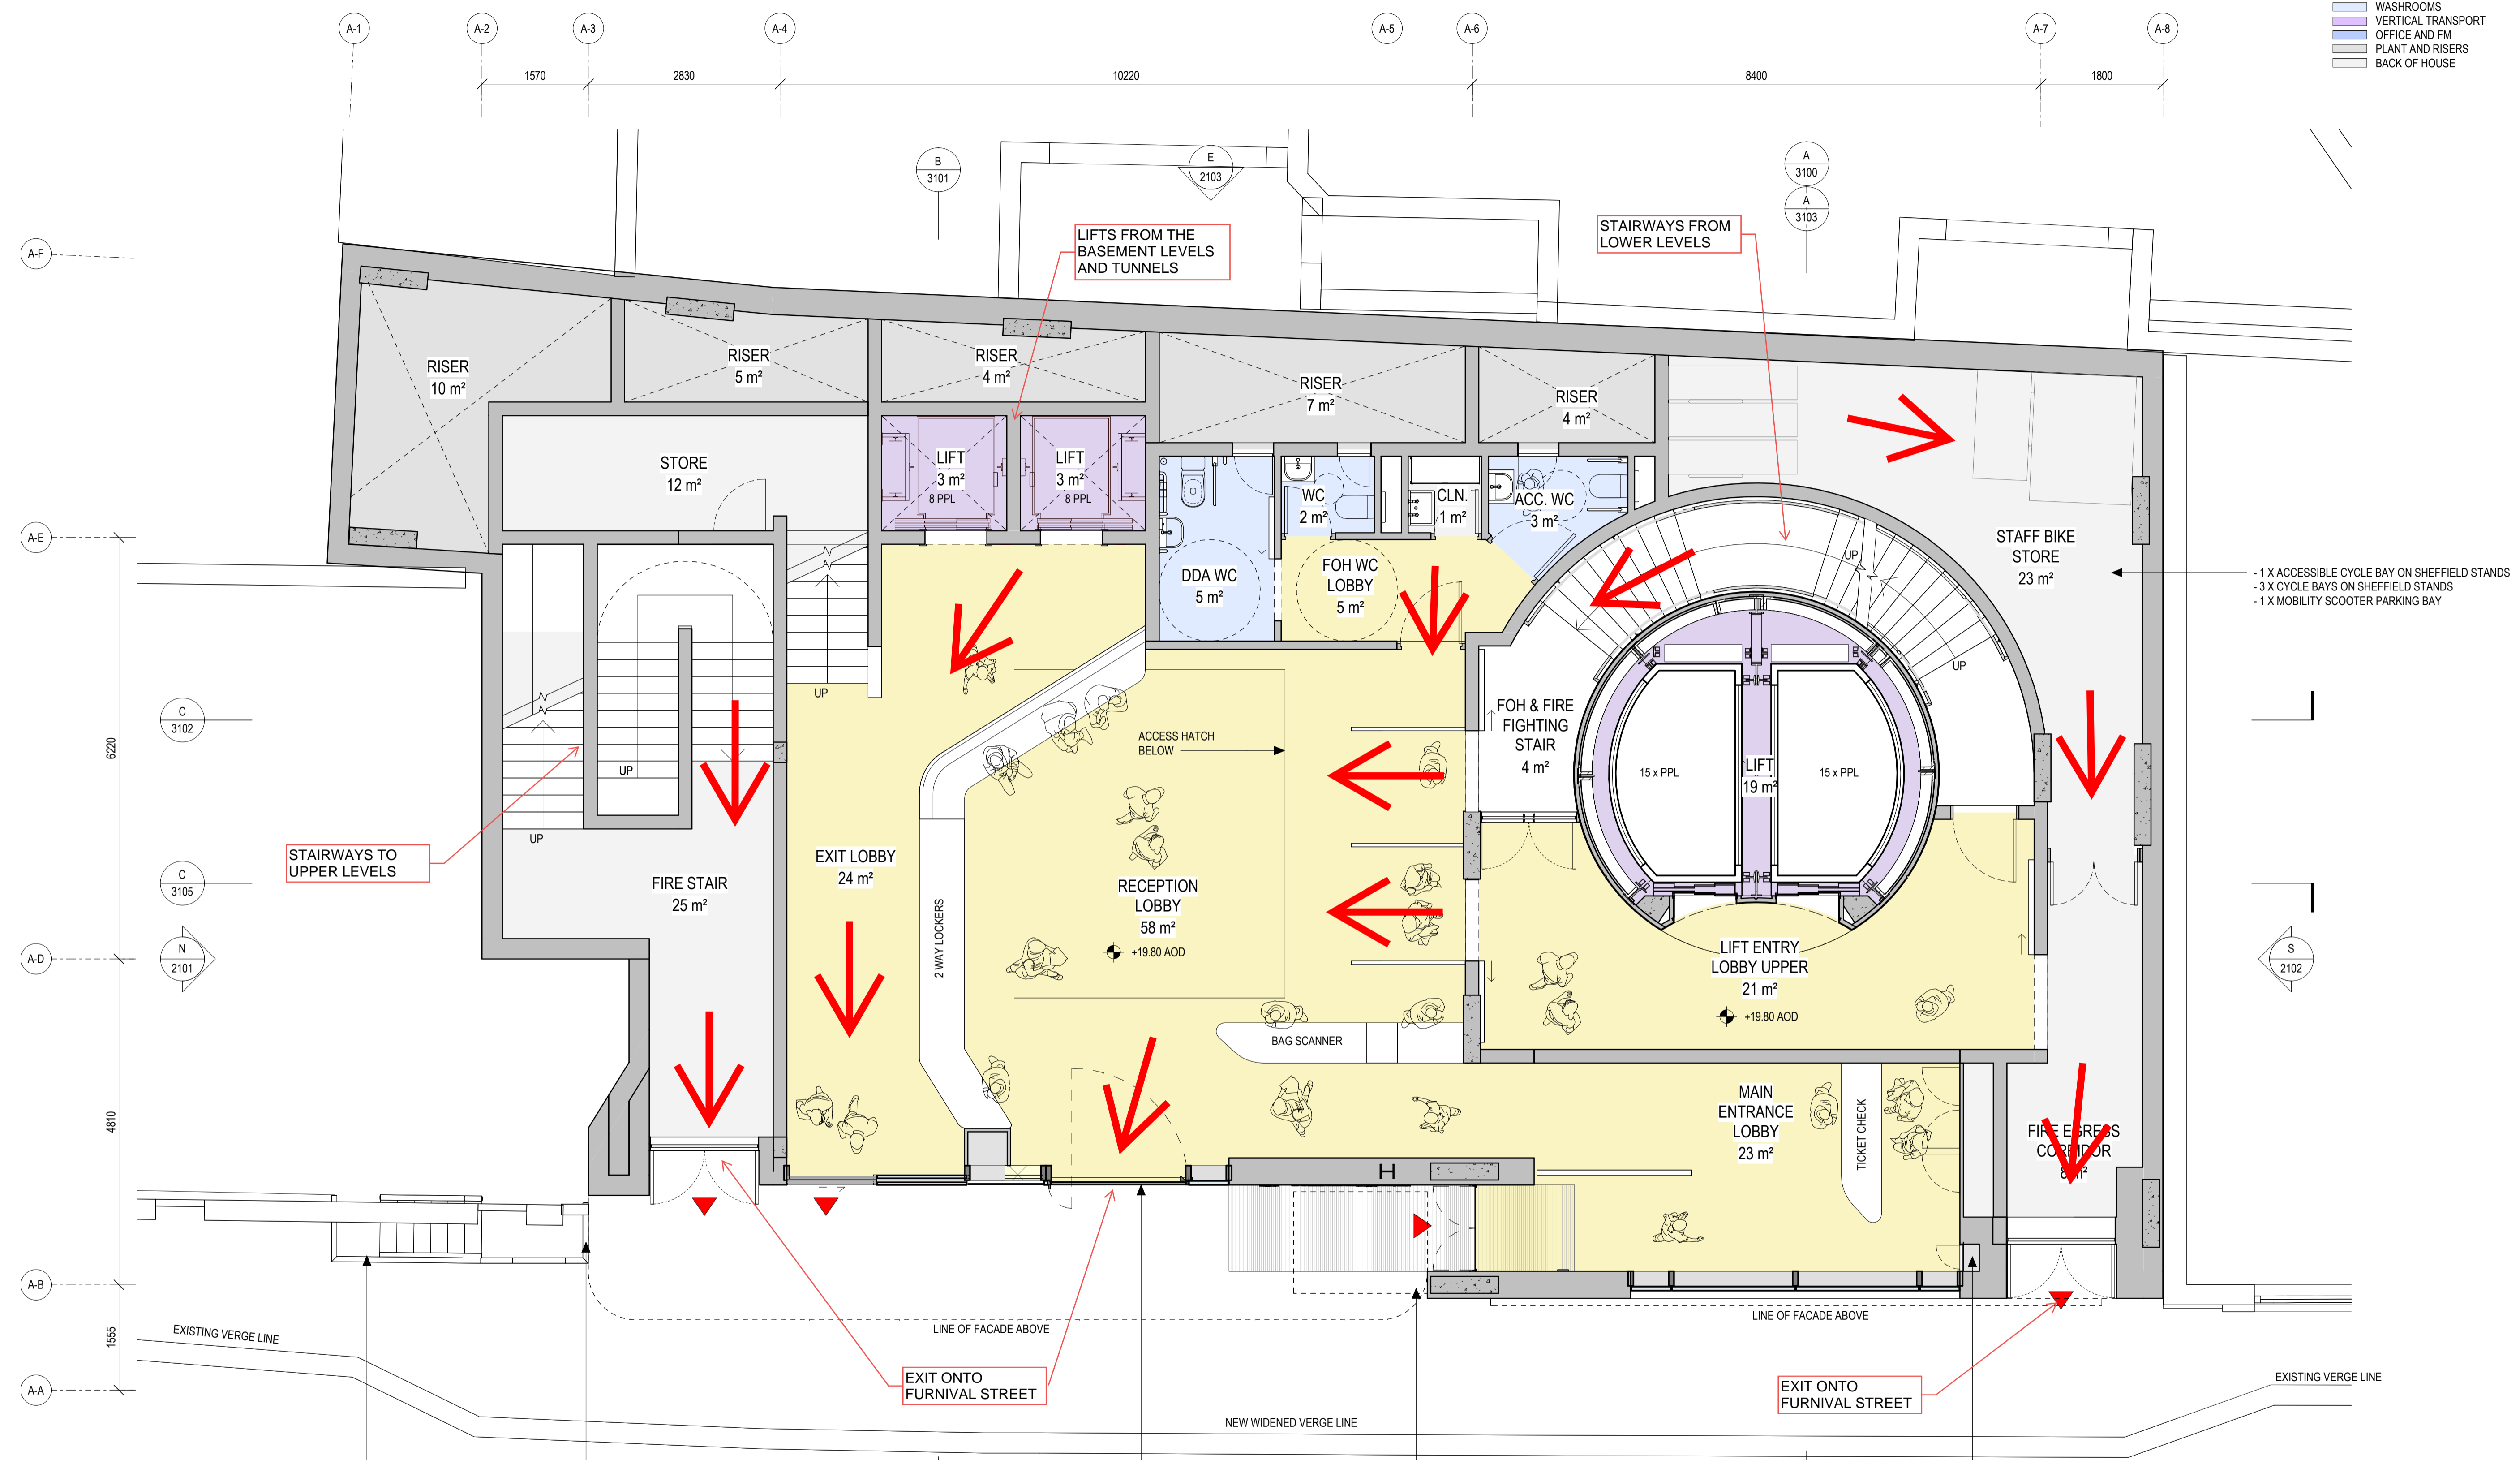 WASHROOMS
VERTICAL TRANSPORT
OFFICE AND FM
PLANT AND RISERS
BACK OF HOUSE
A-1
A-2
A-3
A-4
A-5
A-6
A-7
A-8
1570
2830
10220
8400
1800
B
3101
E
2103
A
3100
A
3103
A-F
LIFTS FROM THE
BASEMENT LEVELS
AND TUNNELS
STAIRWAYS FROM
LOWER LEVELS
RISER
10 m²
RISER
5 m²
RISER
4 m²
RISER
7 m²
RISER
4 m²
STORE
12 m²
LIFT
3 m²
8 PPL
LIFT
3 m²
8 PPL
DDA WC
5 m²
WC
2 m²
CLN.
1 m²
ACC. WC
3 m²
FOH WC
LOBBY
5 m²
A-E
STAFF BIKE
STORE
23 m²
- 1 X ACCESSIBLE CYCLE BAY ON SHEFFIELD STANDS
- 3 X CYCLE BAYS ON SHEFFIELD STANDS
- 1 X MOBILITY SCOOTER PARKING BAY
UP
UP
UP
UP
UP
C
3102
6220
ACCESS HATCH
BELOW
FOH & FIRE
FIGHTING
STAIR
4 m²
15 x PPL
LIFT
19 m²
15 x PPL
STAIRWAYS TO
UPPER LEVELS
C
3105
FIRE STAIR
25 m²
EXIT LOBBY
24 m²
2 WAY LOCKERS
RECEPTION
LOBBY
58 m²
+19.80 AOD
LIFT ENTRY
LOBBY UPPER
21 m²
+19.80 AOD
A-D
N
2101
S
2102
BAG SCANNER
4810
MAIN
ENTRANCE
LOBBY
23 m²
TICKET CHECK
FIRE EGRESS
CORRIDOR
8 m²
H
A-B
1555
EXISTING VERGE LINE
LINE OF FACADE ABOVE
LINE OF FACADE ABOVE
EXIT ONTO
FURNIVAL STREET
EXIT ONTO
FURNIVAL STREET
A-A
EXISTING VERGE LINE
NEW WIDENED VERGE LINE